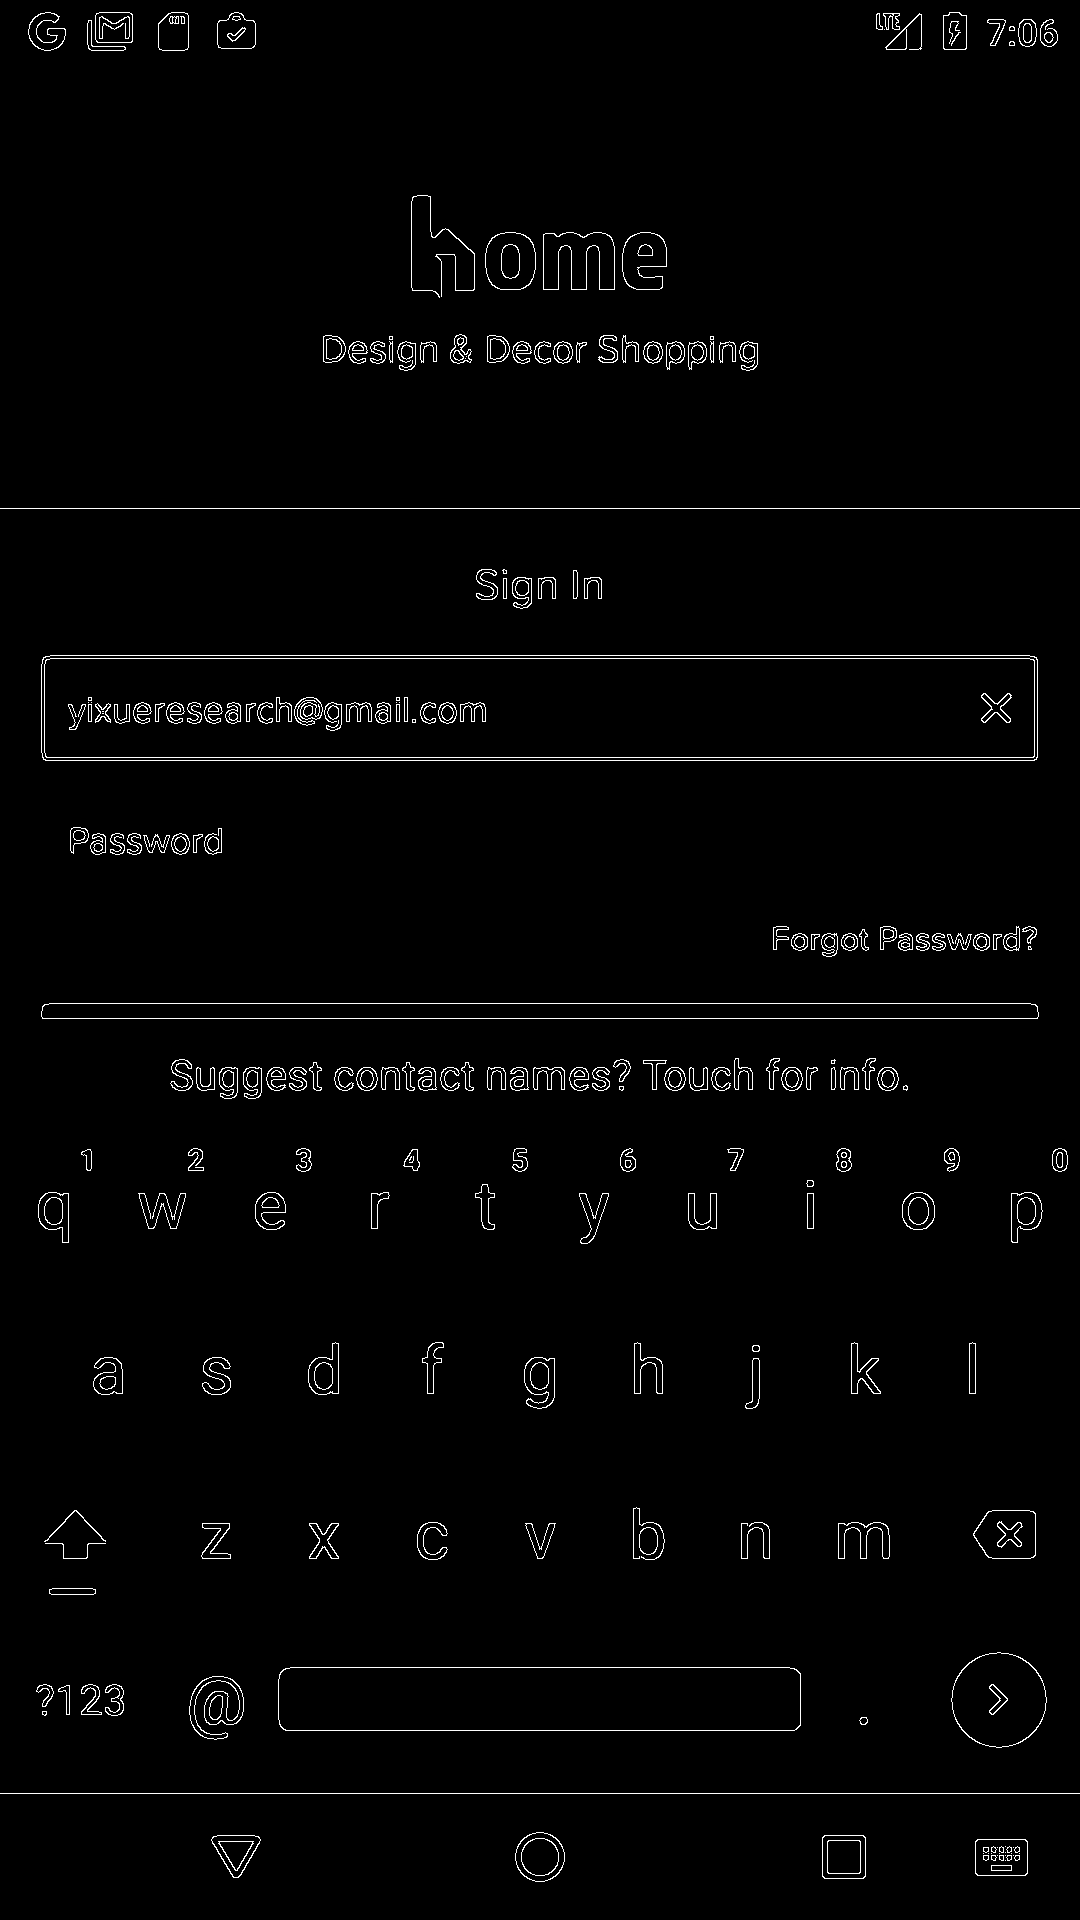 LTE 7:06
home
Design & Decor Shopping
Sign In
yixueresearch@gmail.com
Password
Forgot Password?
Suggest contact names? Touch for info.
1 2 3 4 5 6 7 8 9 0
q w e r t y u i o p
a s d f g h j k l
z x c v b n m
?123 @ .